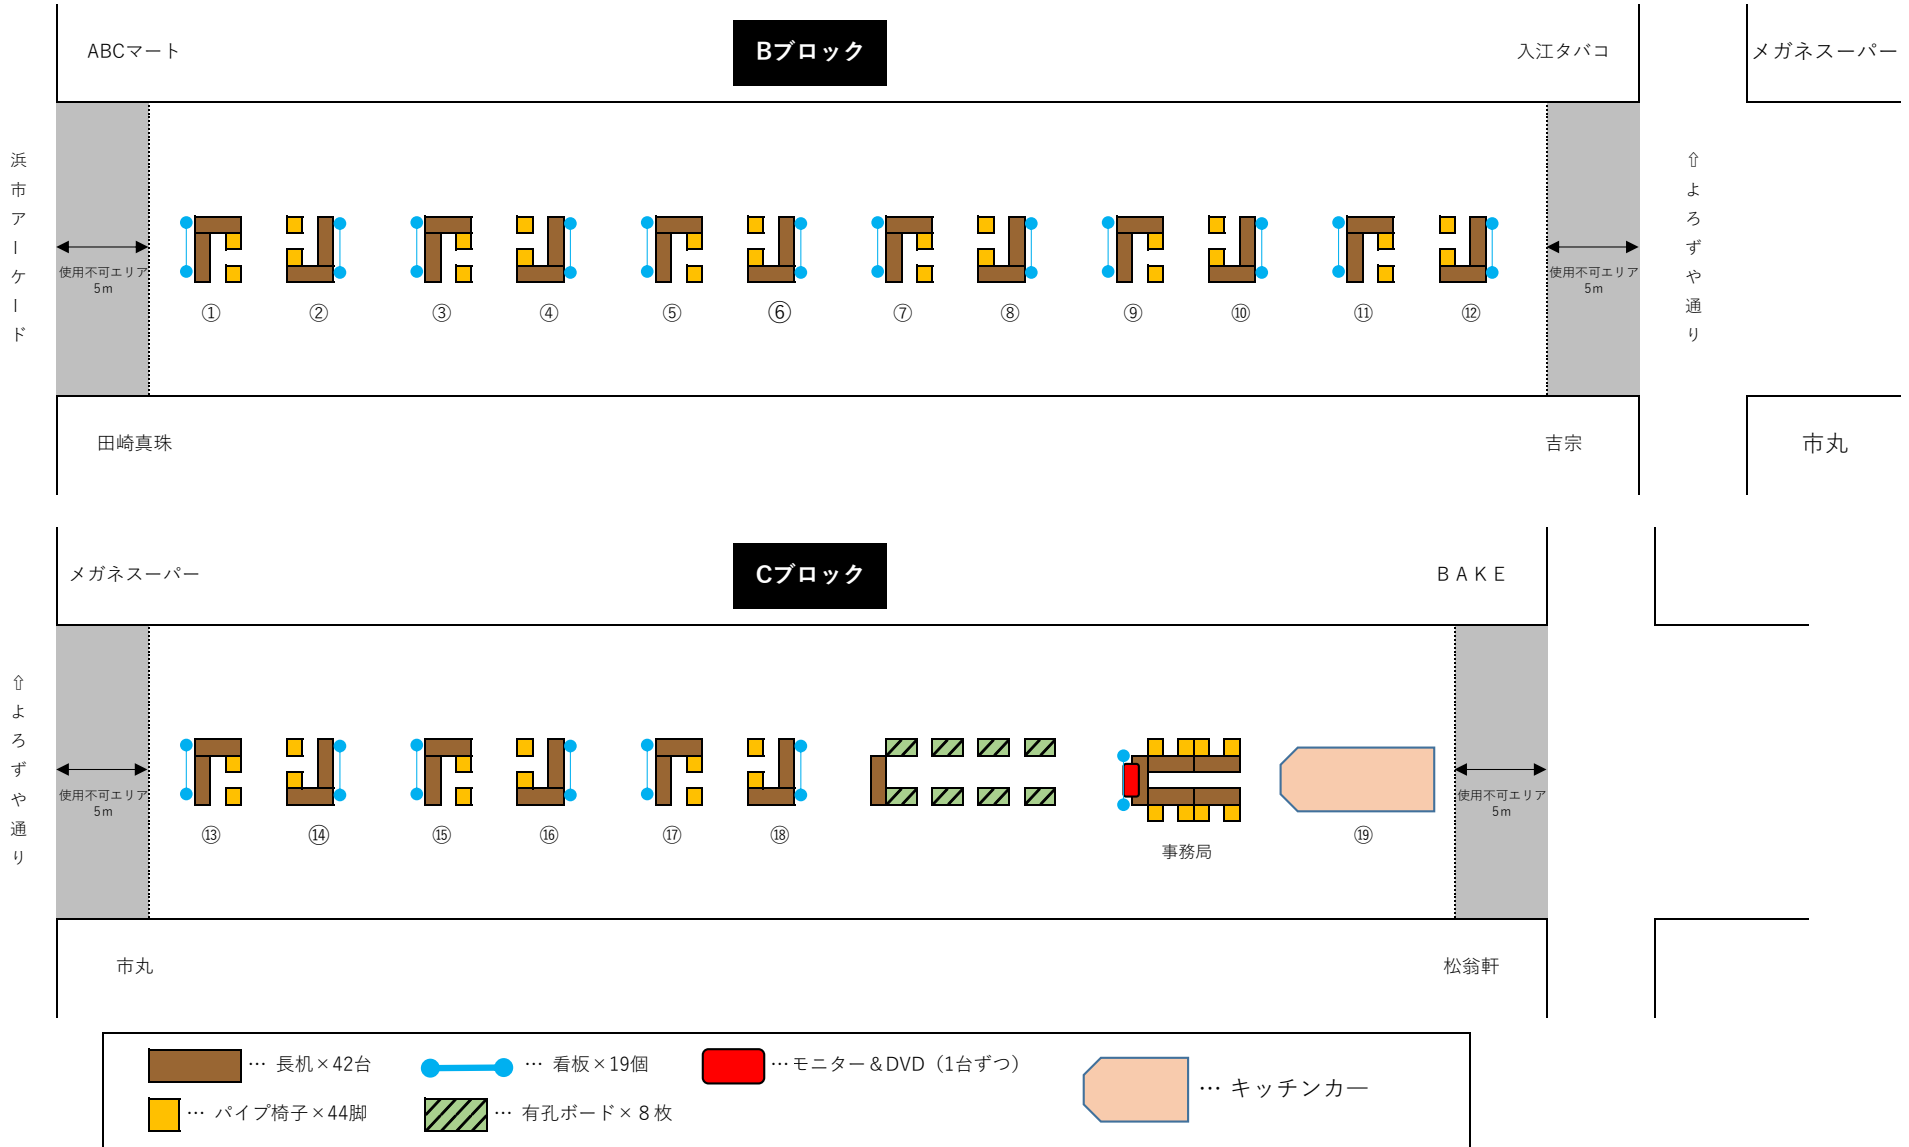 ABCマート
Bブロック
入江タバコ
メガネスーパー
浜市アーケード
使用不可エリア
5m
使用不可エリア
5m
⇧よろずや通り
① ② ③ ④ ⑤ ⑥ ⑦ ⑧ ⑨ ⑩ ⑪ ⑫
田崎真珠
吉宗
市丸
メガネスーパー
Cブロック
ＢＡＫＥ
⇧よろずや通り
使用不可エリア
5m
使用不可エリア
5m
⑬ ⑭ ⑮ ⑯ ⑰ ⑱ ⑲
事務局
市丸
松翁軒
… 長机×42台
… 看板×19個
…モニター＆DVD（1台ずつ）
… キッチンカー
… パイプ椅子×44脚
… 有孔ボード×８枚